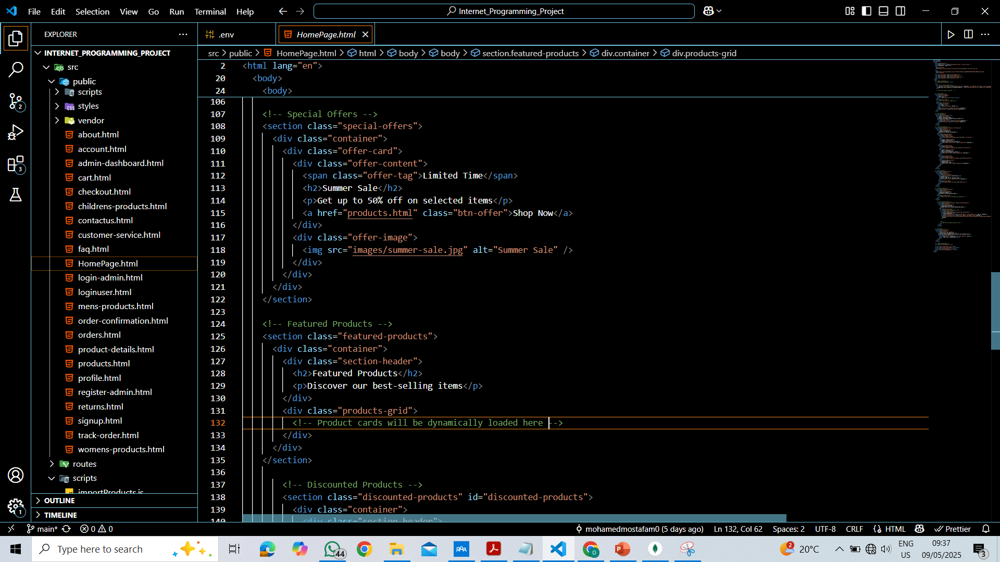 File Edit Selection View Go Run Terminal Help
Internet_Programming_Project
EXPLORER
INTERNET_PROGRAMMING_PROJECT
src
public
scripts
styles
vendor
about.html
account.html
admin-dashboard.html
cart.html
checkout.html
childrens-products.html
contactus.html
customer-service.html
faq.html
HomePage.html
login-admin.html
loginuser.html
mens-products.html
order-confirmation.html
orders.html
product-details.html
products.html
profile.html
register-admin.html
returns.html
signup.html
track-order.html
womens-products.html
routes
scripts
importProducts.js
OUTLINE
TIMELINE
2
3
1
.env
HomePage.html
src > public > HomePage.html > html > body > body > section.featured-products > div.container > div.products-grid
2 <html lang="en">
20 <body>
24 <body>
106
107 <!-- Special Offers -->
108 <section class="special-offers">
109 <div class="container">
110 <div class="offer-card">
111 <div class="offer-content">
112 <span class="offer-tag">Limited Time</span>
113 <h2>Summer Sale</h2>
114 <p>Get up to 50% off on selected items</p>
115 <a href="products.html" class="btn-offer">Shop Now</a>
116 </div>
117 <div class="offer-image">
118 <img src="images/summer-sale.jpg" alt="Summer Sale" />
119 </div>
120 </div>
121 </div>
122 </section>
123
124 <!-- Featured Products -->
125 <section class="featured-products">
126 <div class="container">
127 <div class="section-header">
128 <h2>Featured Products</h2>
129 <p>Discover our best-selling items</p>
130 </div>
131 <div class="products-grid">
132 <!-- Product cards will be dynamically loaded here -->
133 </div>
134 </div>
135 </section>
136
137 <!-- Discounted Products -->
138 <section class="discounted-products" id="discounted-products">
139 <div class="container">
140 <div class="section-header">
main* 0 0
mohamedmostafam0 (5 days ago) Ln 132, Col 62 Spaces: 2 UTF-8 CRLF HTML Prettier
Type here to search
44
2
20°C
ENG
US
09:37
09/05/2025
3